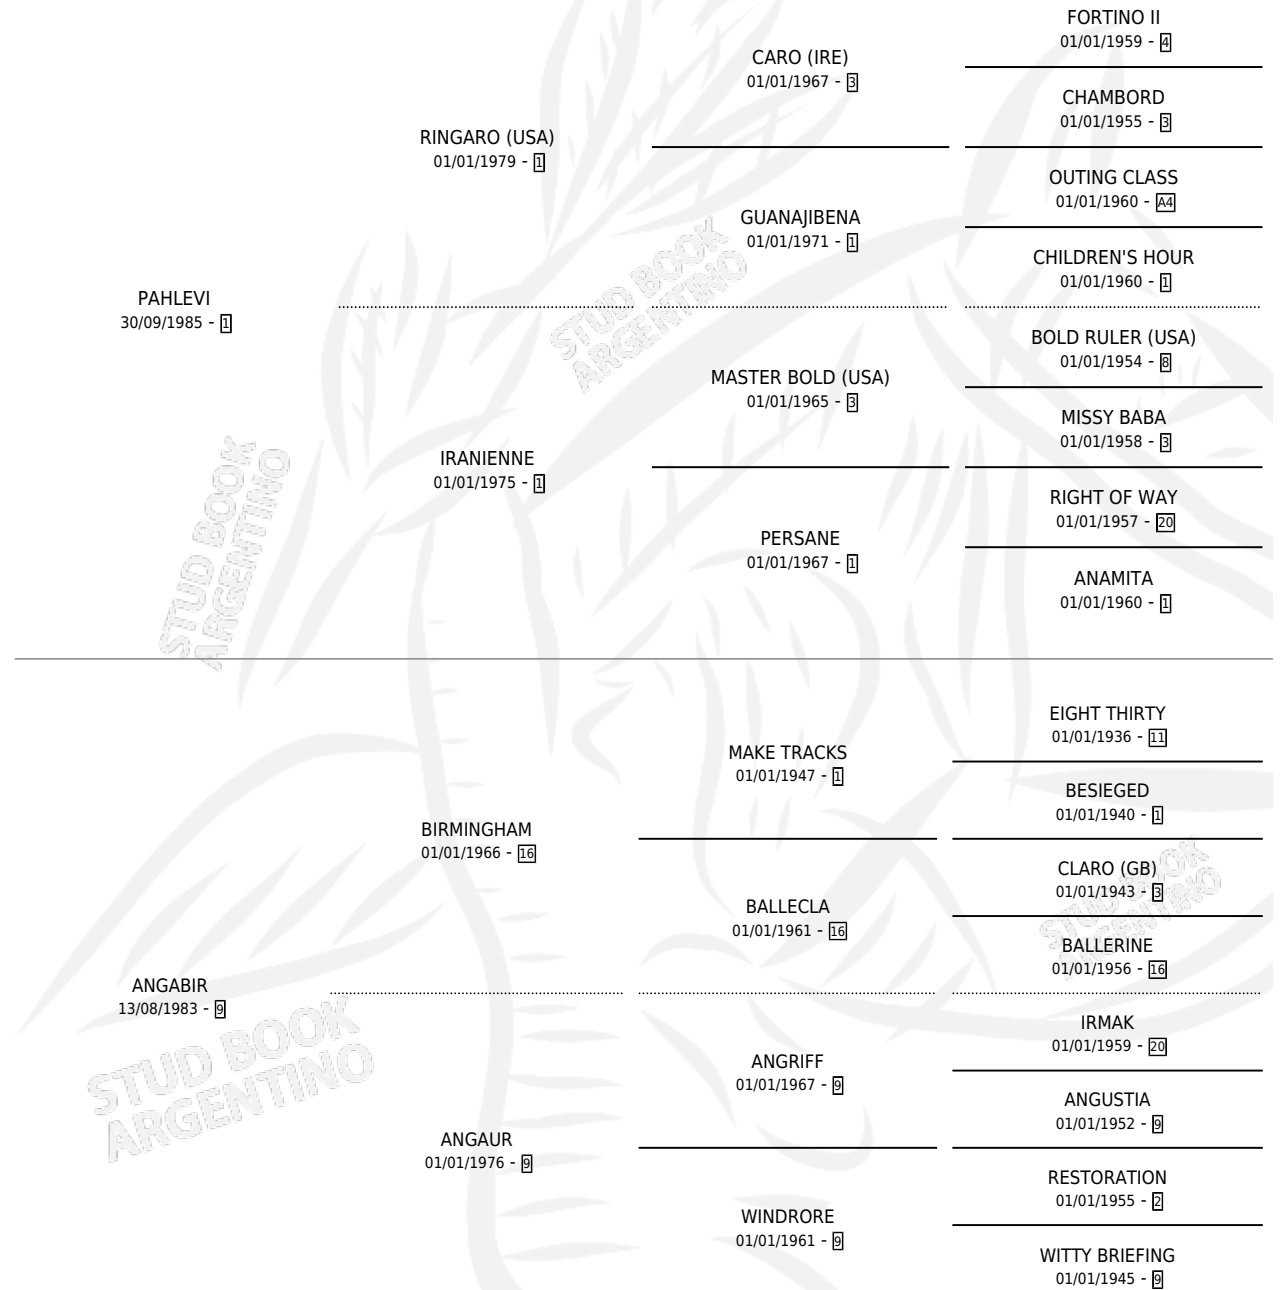 FORTINO II
01/01/1959 - 4
CARO (IRE)
01/01/1967 - 3
CHAMBORD
01/01/1955 - 3
RINGARO (USA)
01/01/1979 - 1
OUTING CLASS
01/01/1960 - A4
GUANAJIBENA
01/01/1971 - 1
CHILDREN'S HOUR
01/01/1960 - 1
STUD BOOK
ARGENTINO
PAHLEVI
30/09/1985 - 1
BOLD RULER (USA)
01/01/1954 - 8
MASTER BOLD (USA)
01/01/1965 - 3
MISSY BABA
01/01/1958 - 3
IRANIENNE
01/01/1975 - 1
RIGHT OF WAY
01/01/1957 - 20
PERSANE
01/01/1967 - 1
ANAMITA
01/01/1960 - 1
STUD BOOK
ARGENTINO
EIGHT THIRTY
01/01/1936 - 11
MAKE TRACKS
01/01/1947 - 1
BESIEGED
01/01/1940 - 1
BIRMINGHAM
01/01/1966 - 16
CLARO (GB)
01/01/1943 - 3
BALLECLA
01/01/1961 - 16
BALLERINE
01/01/1956 - 16
STUD BOOK
ARGENTINO
ANGABIR
13/08/1983 - 9
IRMAK
01/01/1959 - 20
ANGRIFF
01/01/1967 - 9
ANGUSTIA
01/01/1952 - 9
STUD BOOK
ARGENTINO
ANGAUR
01/01/1976 - 9
RESTORATION
01/01/1955 - 2
WINDRORE
01/01/1961 - 9
WITTY BRIEFING
01/01/1945 - 9